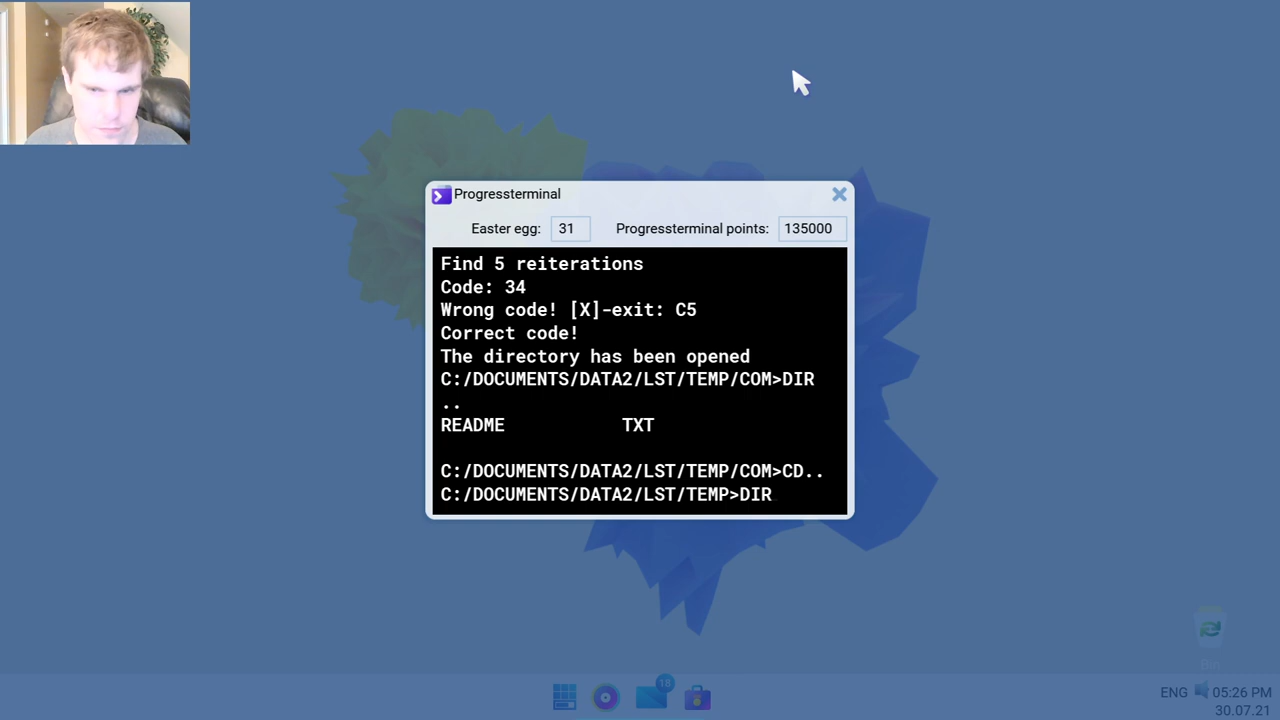 Progressterminal
Easter egg: 31 Progressterminal points: 135000
Find 5 reiterations
Code: 34
Wrong code! [X]-exit: C5
Correct code!
The directory has been opened
C:/DOCUMENTS/DATA2/LST/TEMP/COM>DIR
..
README TXT
C:/DOCUMENTS/DATA2/LST/TEMP/COM>CD..
C:/DOCUMENTS/DATA2/LST/TEMP>DIR
Bin
18
ENG 05:26 PM
30.07.21